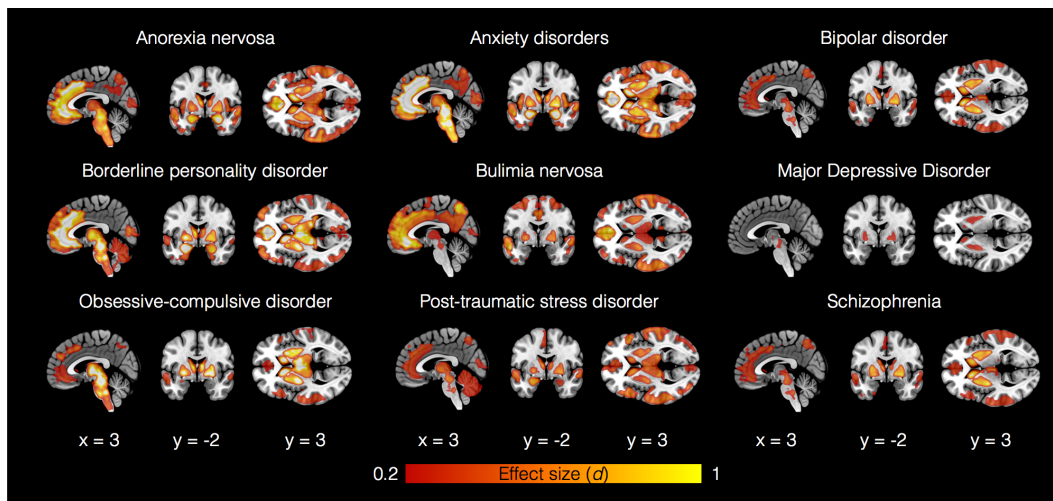 Anorexia nervosa
Anxiety disorders
Bipolar disorder
Borderline personality disorder
Bulimia nervosa
Major Depressive Disorder
Obsessive-compulsive disorder
Post-traumatic stress disorder
Schizophrenia
x = 3 y = -2 y = 3 x = 3 y = -2 y = 3 x = 3 y = -2 y = 3
0.2 Effect size (d) 1